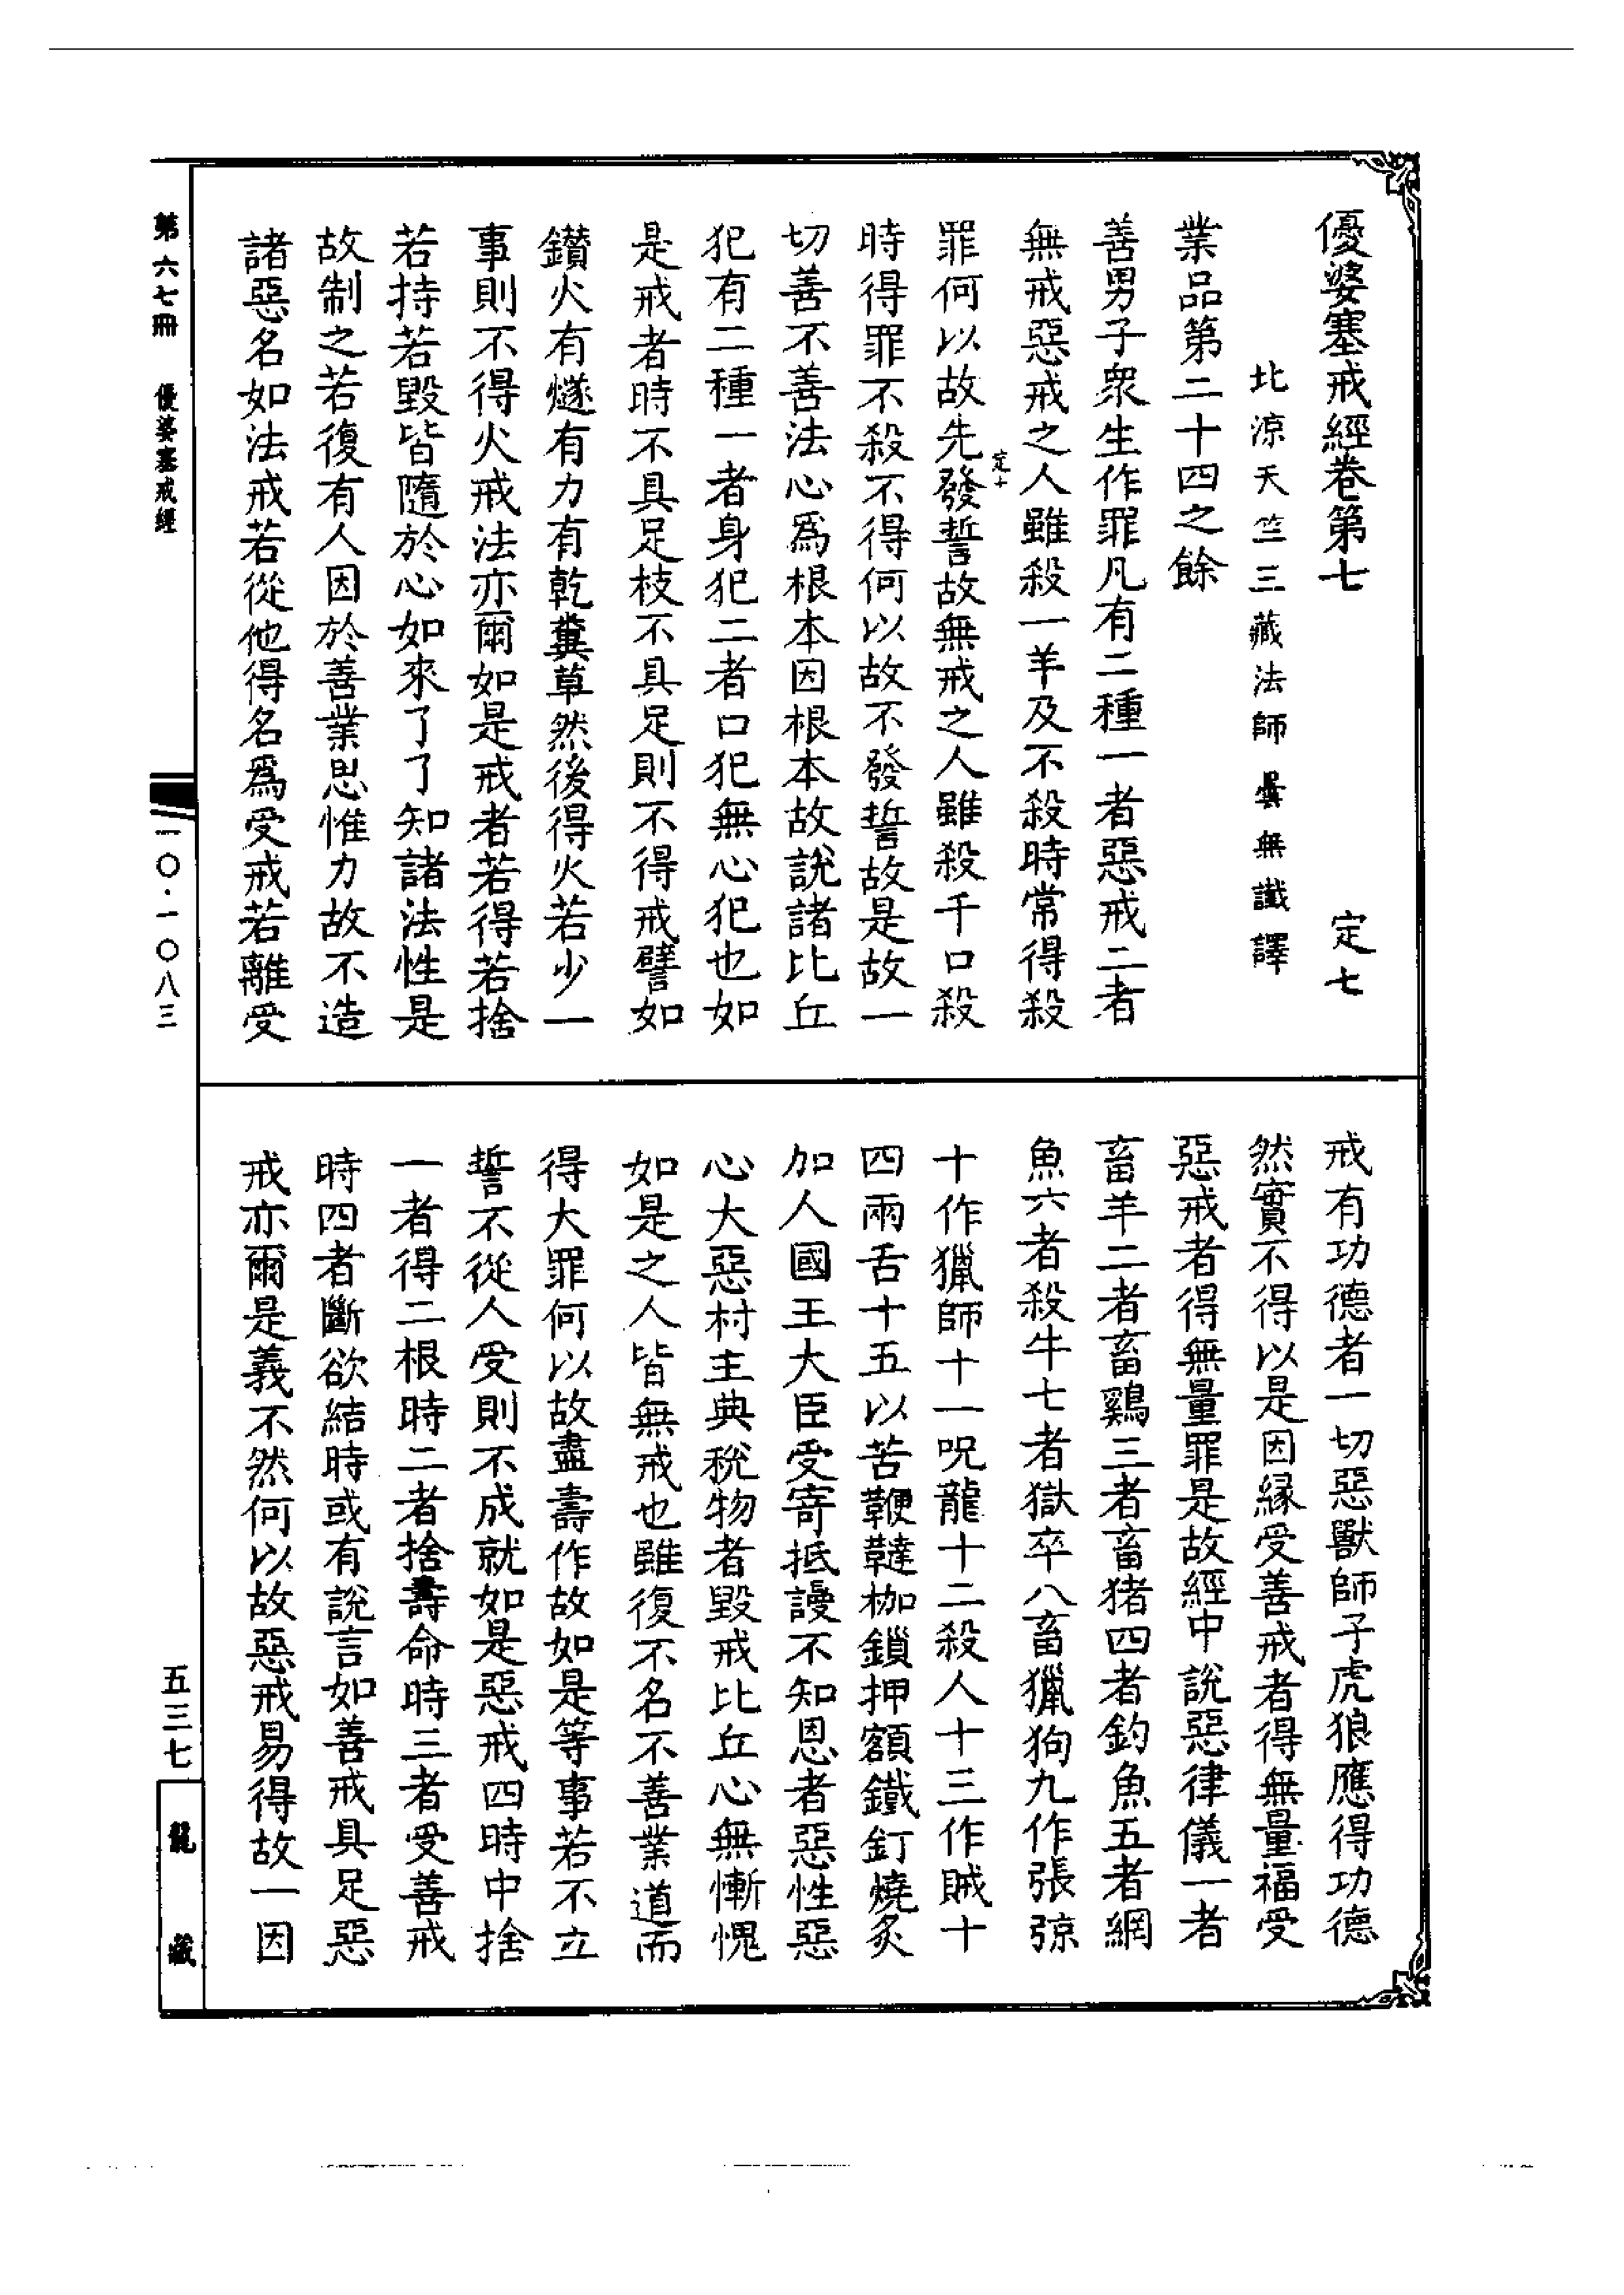 優婆塞戒經卷第七　定七
北涼天竺三藏法師曇無讖譯
業品第二十四之餘
善男子衆生作罪凡有二種一者惡戒二者
無戒惡戒之人雖殺一羊及不殺時常得殺
定十
罪何以故先發誓故無戒之人雖殺千口殺
時得罪不殺不得何以故不發誓故是故一
切善不善法心爲根本因根本故說諸比丘
犯有二種一者身犯二者口犯無心犯也如
是戒者時不具足枝不具足則不得戒譬如
鑚火有燧有力有乾糞草然後得火若少一
事則不得火戒法亦爾如是戒者若得若捨
若持若毀皆隨於心如來了了知諸法性是
故制之若復有人因於善業思惟力故不造
諸惡名如法戒若從他得名爲受戒若離受
戒有功德者一切惡獸師子虎狼應得功德
然實不得以是因縁受善戒者得無量福受
惡戒者得無量罪是故經中說惡律儀一者
畜羊二者畜鷄三者畜猪四者釣魚五者網
魚六者殺牛七者獄卒八畜獵狗九作張弶
十作獵師十一呪龍十二殺人十三作賊十
四兩舌十五以苦鞭韃枷鎖押額鐵釘燒炙
加人國王大臣受寄抵謾不知恩者惡性惡
心大惡村主典稅物者毀戒比丘心無慚愧
如是之人皆無戒也雖復不名不善業道而
得大罪何以故盡壽作故如是等事若不立
誓不從人受則不成就如是惡戒四時中捨
一者得二根時二者捨壽命時三者受善戒
時四者斷欲結時或有說言如善戒具足惡
戒亦爾是義不然何以故惡戒易得故一因
第六七冊　優婆塞戒經
一〇·一〇八三
五三七
龍藏